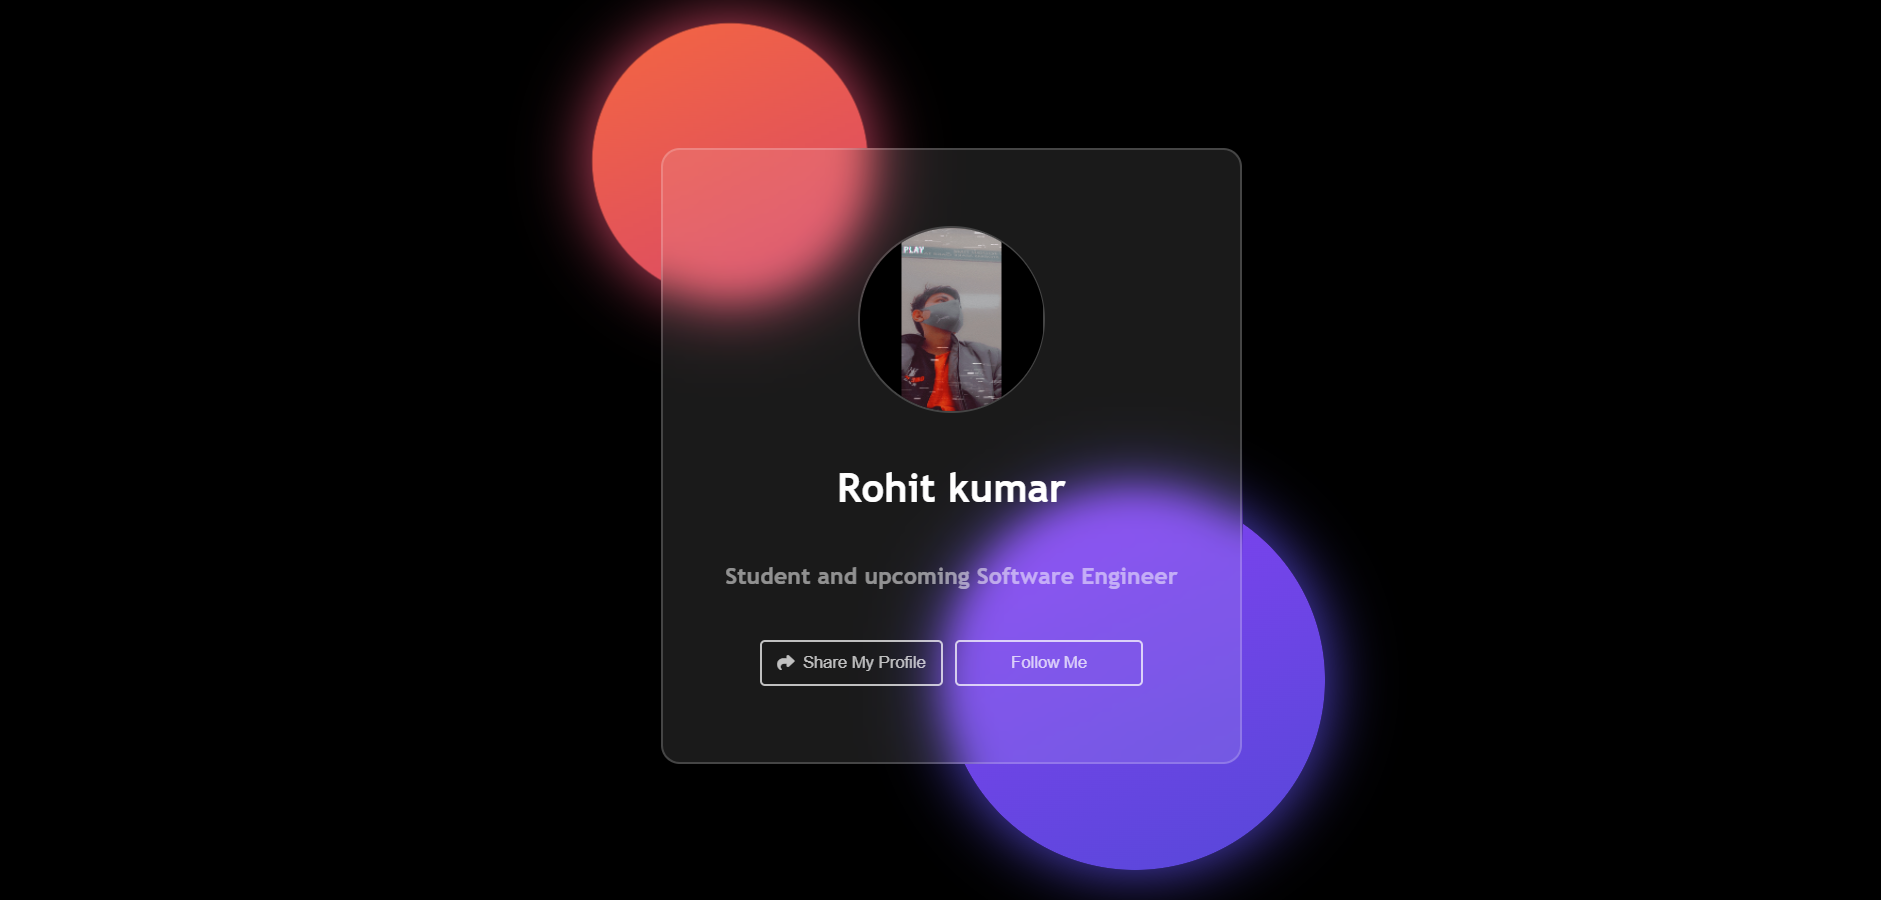 PLAY
Rohit kumar
Student and upcoming Software Engineer
Share My Profile
Follow Me